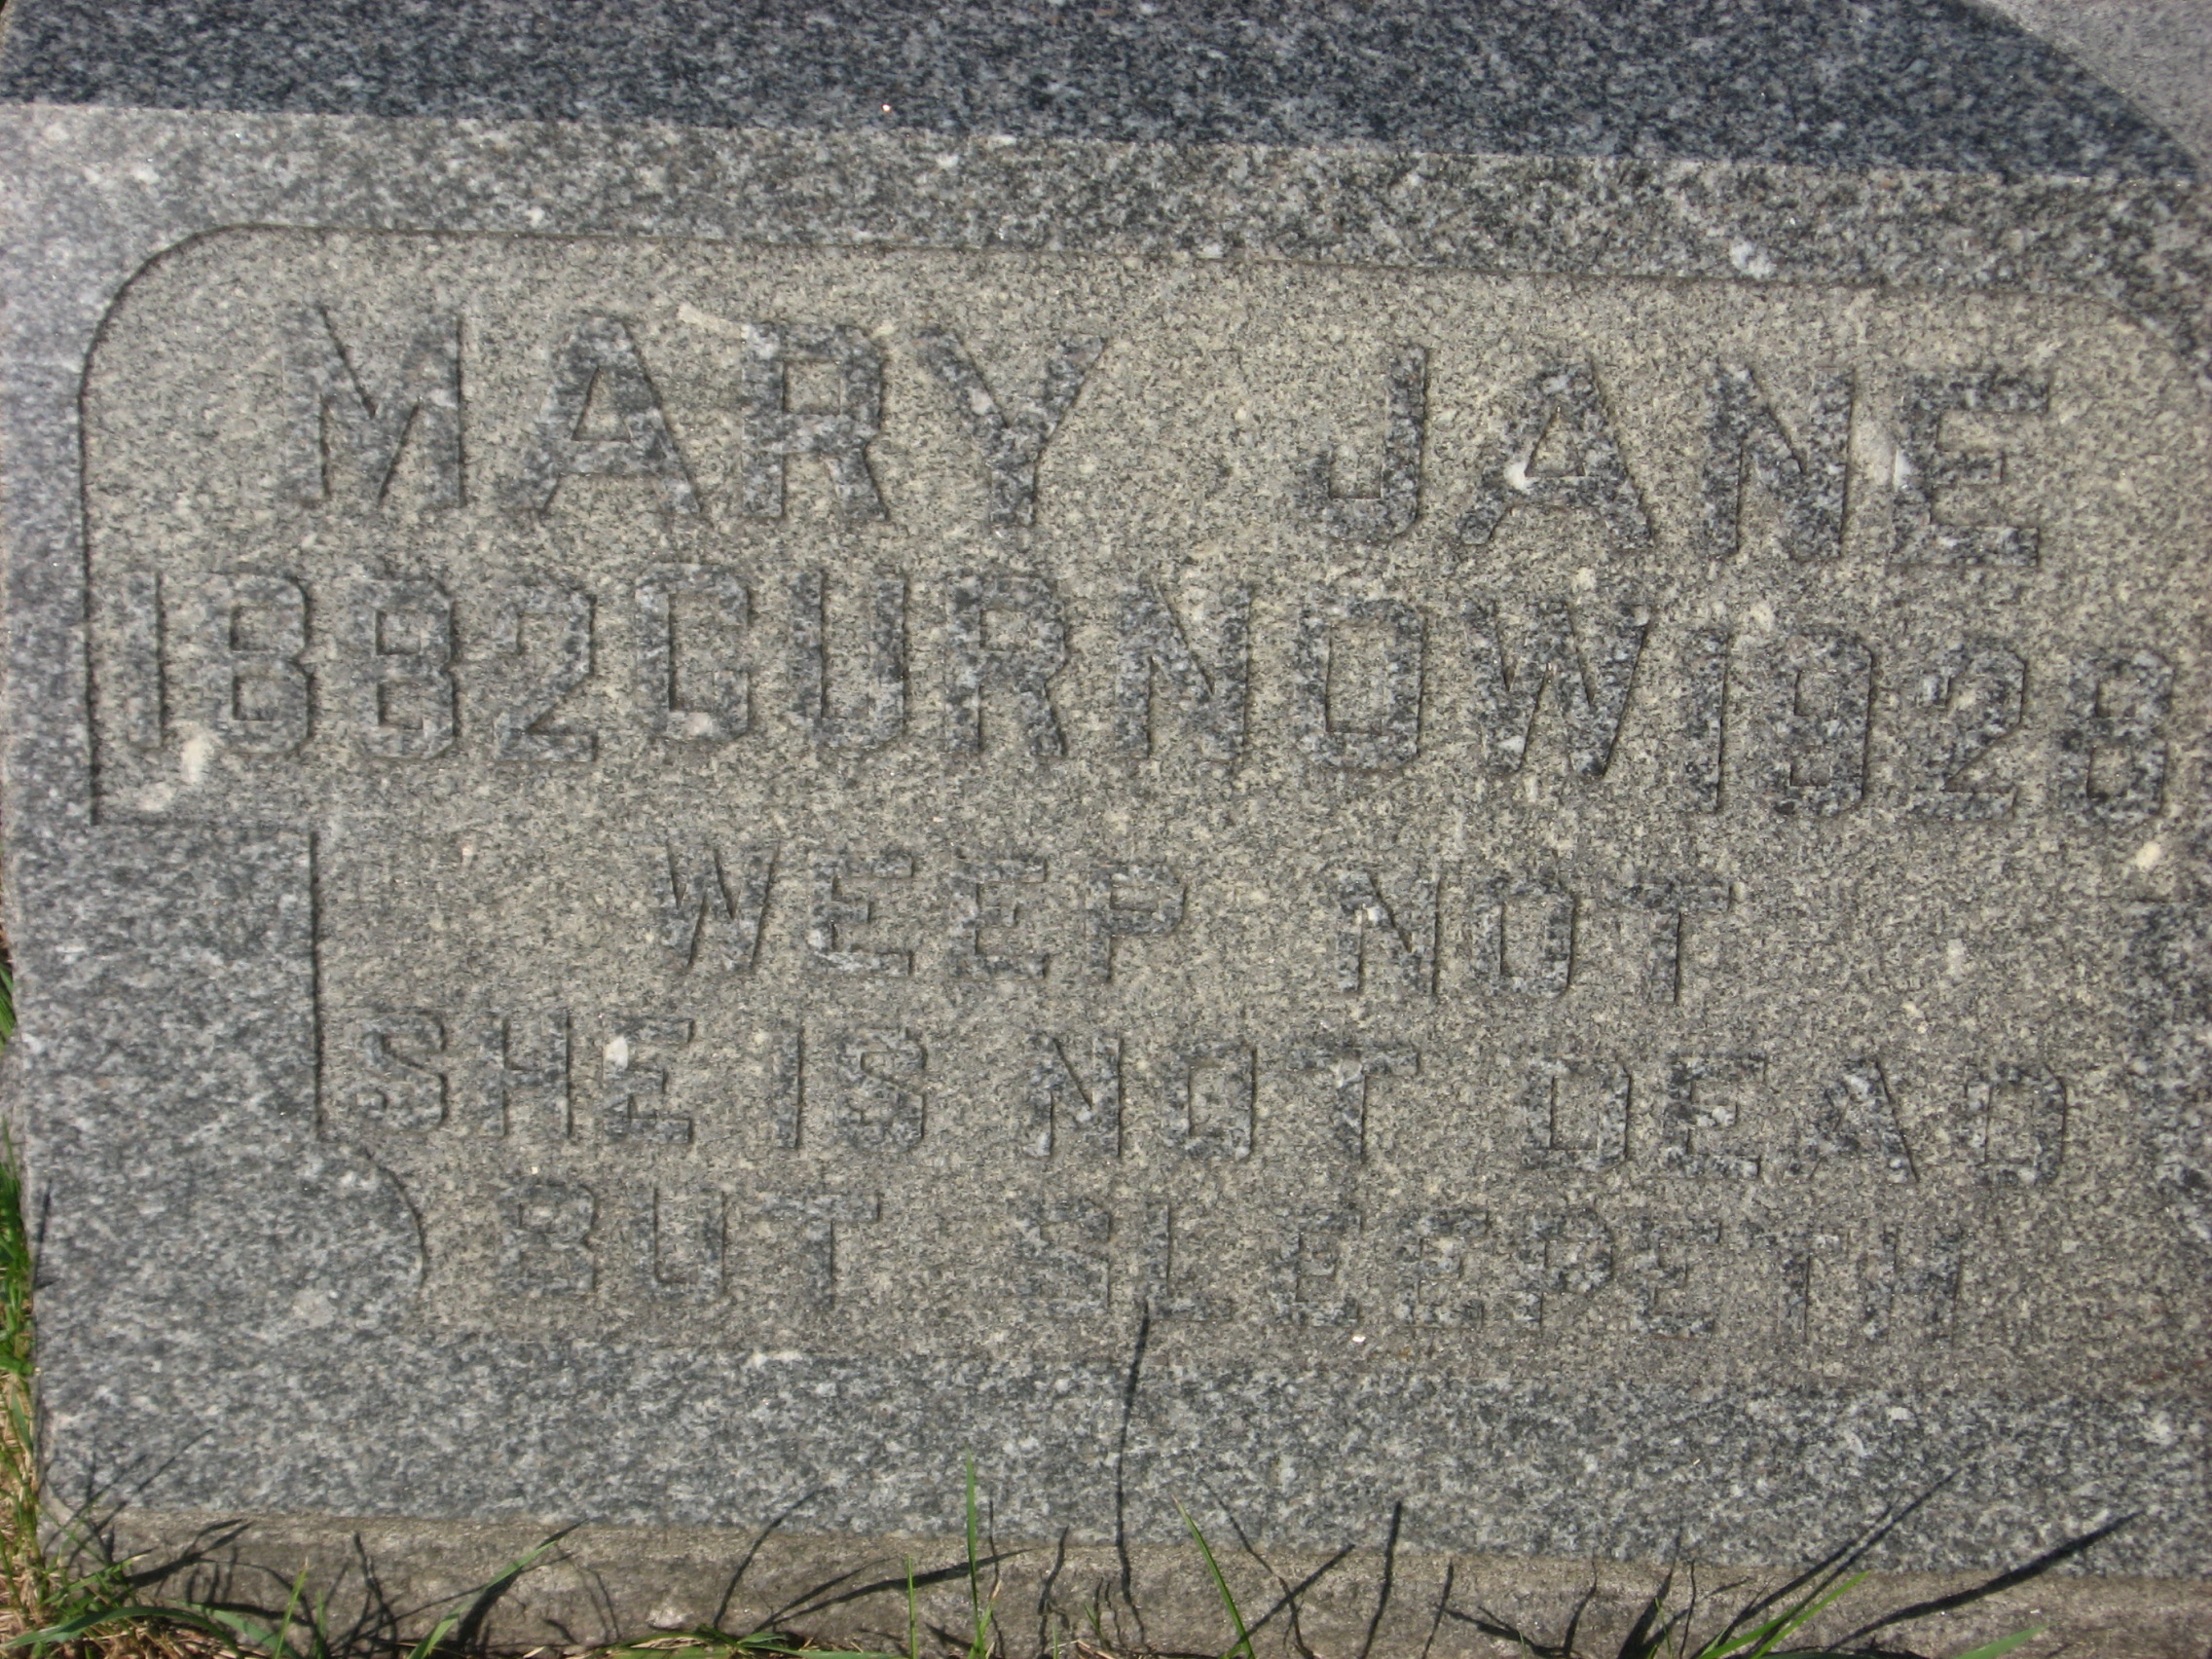 MARY JANE
1882 CURNOW 1928
WEEP NOT
SHE IS NOT DEAD
BUT SLEEPETH